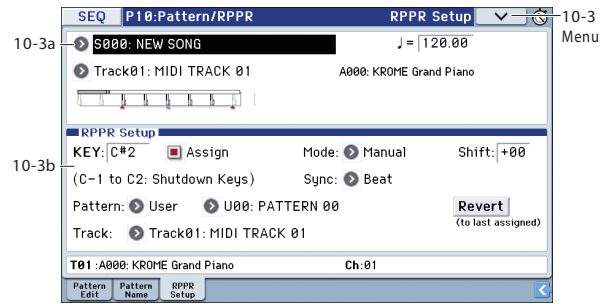 SEQ P10:Pattern/RPPR RPPR Setup
10-3
Menu
10-3a
S000: NEW SONG ♩= 120.00
Track01: MIDI TRACK 01 A000: KROME Grand Piano
RPPR Setup
10-3b
KEY: C#2 Assign Mode: Manual Shift: +00
(C-1 to C2: Shutdown Keys) Sync: Beat
Pattern: User U00: PATTERN 00 Revert
(to last assigned)
Track: Track01: MIDI TRACK 01
T01 :A000: KROME Grand Piano Ch:01
Pattern Edit Pattern Name RPPR Setup